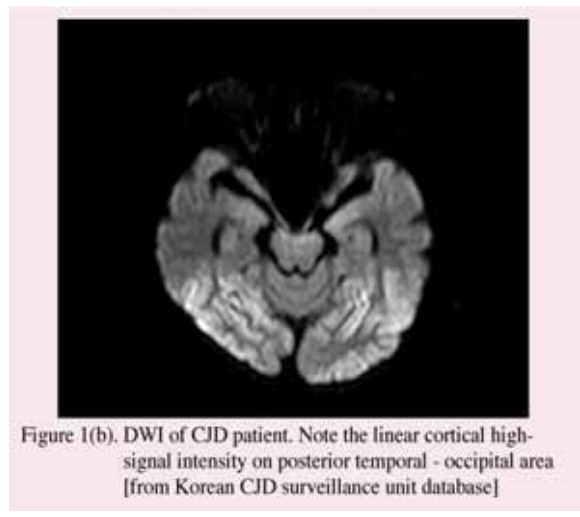 Figure 1(b). DWI of CJD patient. Note the linear cortical high-
signal intensity on posterior temporal - occipital area
[from Korean CJD surveillance unit database]